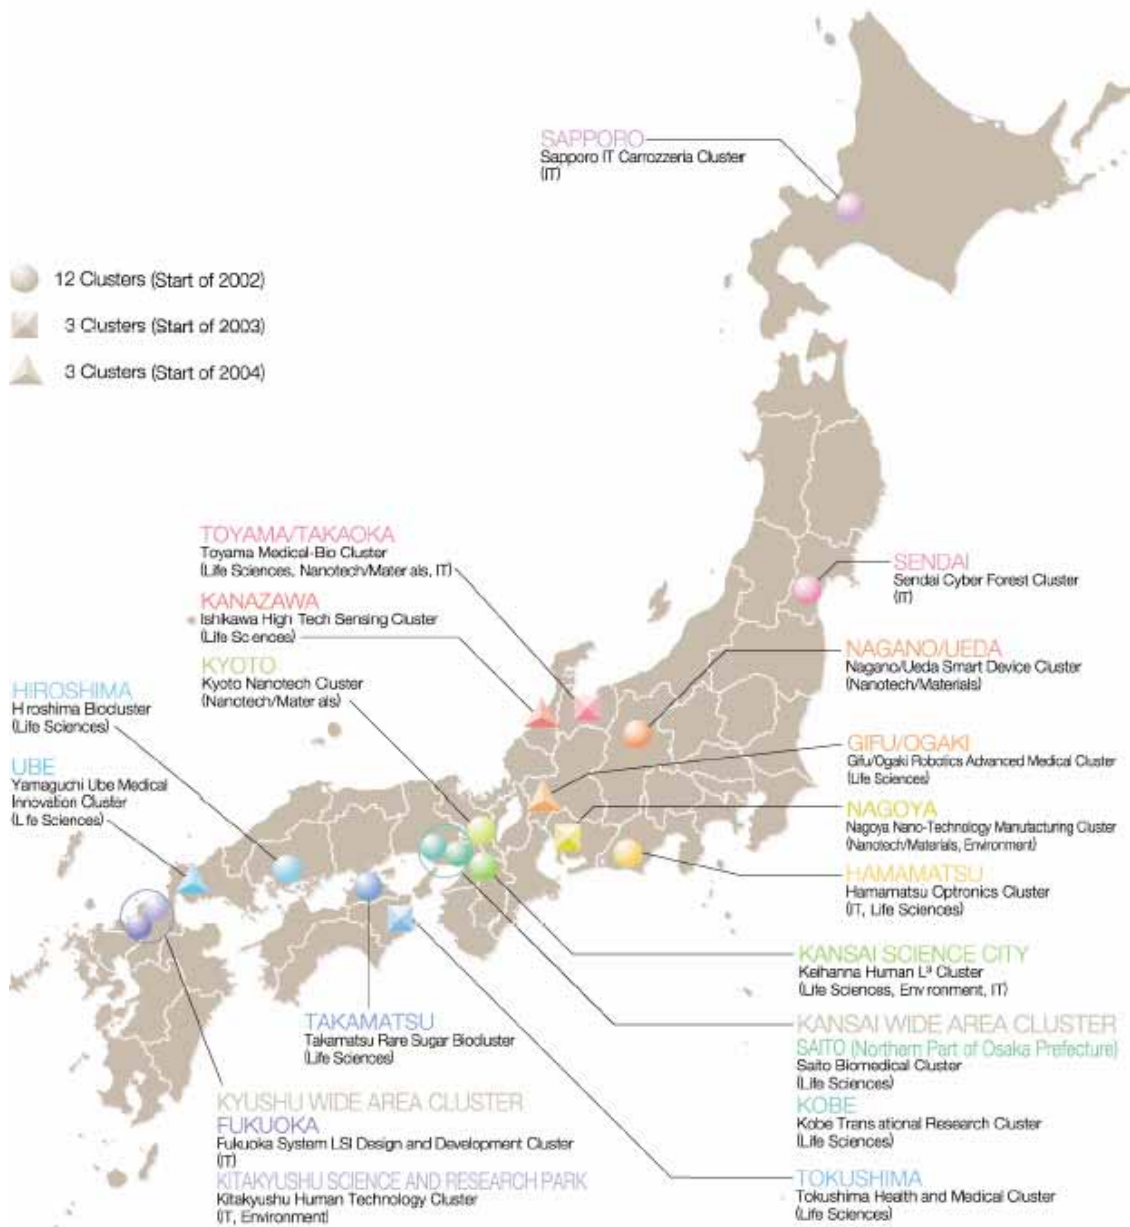 SAPPORO
Sapporo IT Carrozzeria Cluster
(IT)
12 Clusters (Start of 2002)
3 Clusters (Start of 2003)
3 Clusters (Start of 2004)
TOYAMA/TAKAOKA
Toyama Medical-Bio Cluster
(Life Sciences, Nanotech/Materials, IT)
KANAZAWA
Ishikawa High Tech Sensing Cluster
(Life Sciences)
KYOTO
Kyoto Nanotech Cluster
(Nanotech/Materials)
HIROSHIMA
Hiroshima Biocluster
(Life Sciences)
UBE
Yamaguchi Ube Medical
Innovation Cluster
(Life Sciences)
SENDAI
Sendai Cyber Forest Cluster
(IT)
NAGANO/UEDA
Nagano/Ueda Smart Device Cluster
(Nanotech/Materials)
GIFU/OGAKI
Gifu/Ogaki Robotics Advanced Medical Cluster
(Life Sciences)
NAGOYA
Nagoya Nano-Technology Manufacturing Cluster
(Nanotech/Materials, Environment)
HAMAMATSU
Hamamatsu Optronics Cluster
(IT, Life Sciences)
KANSAI SCIENCE CITY
Keihanna Human L³ Cluster
(Life Sciences, Environment, IT)
KANSAI WIDE AREA CLUSTER
SAITO (Northern Part of Osaka Prefecture)
Saito Biomedical Cluster
(Life Sciences)
KOBE
Kobe Translational Research Cluster
(Life Sciences)
TOKUSHIMA
Tokushima Health and Medical Cluster
(Life Sciences)
TAKAMATSU
Takamatsu Rare Sugar Biocluster
(Life Sciences)
KYUSHU WIDE AREA CLUSTER
FUKUOKA
Fukuoka System LSI Design and Development Cluster
(IT)
KITAKYUSHU SCIENCE AND RESEARCH PARK
Kitakyushu Human Technology Cluster
(IT, Environment)